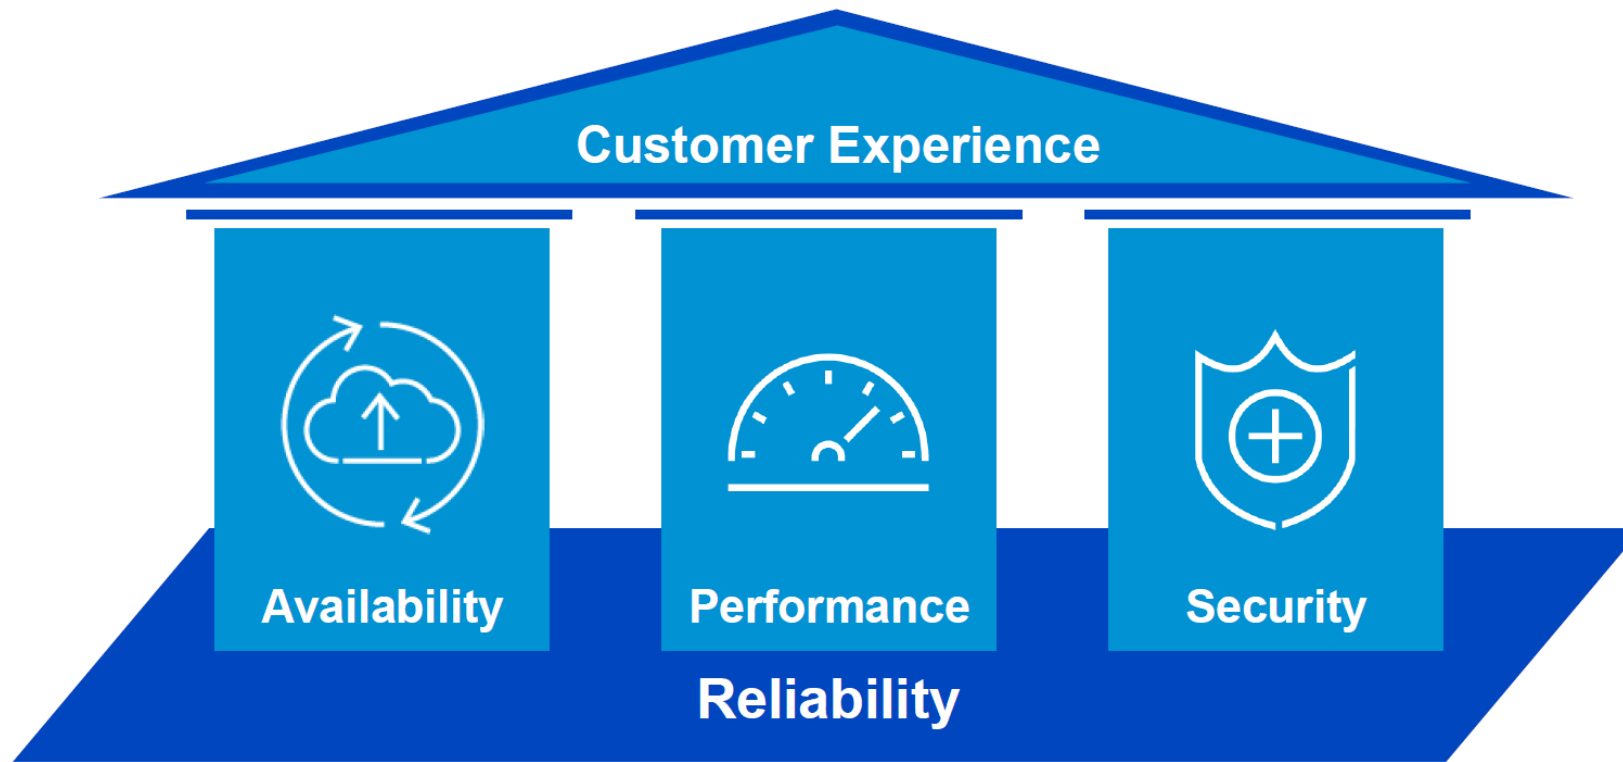 Customer Experience
Availability
Performance
Security
Reliability